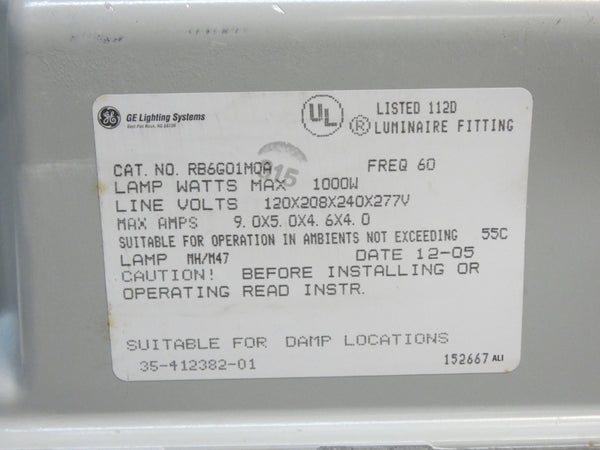 GE Lighting Systems
UL
LISTED 112D
® LUMINAIRE FITTING
CAT. NO. RB6G01MOA FREQ 60
915
LAMP WATTS MAX 1000W
LINE VOLTS 120X208X240X277V
MAX AMPS 9.0X5.0X4.6X4.0
SUITABLE FOR OPERATION IN AMBIENTS NOT EXCEEDING 55C
LAMP MH/M47 DATE 12-05
CAUTION! BEFORE INSTALLING OR
OPERATING READ INSTR.
SUITABLE FOR DAMP LOCATIONS
35-412382-01
152667 ALI